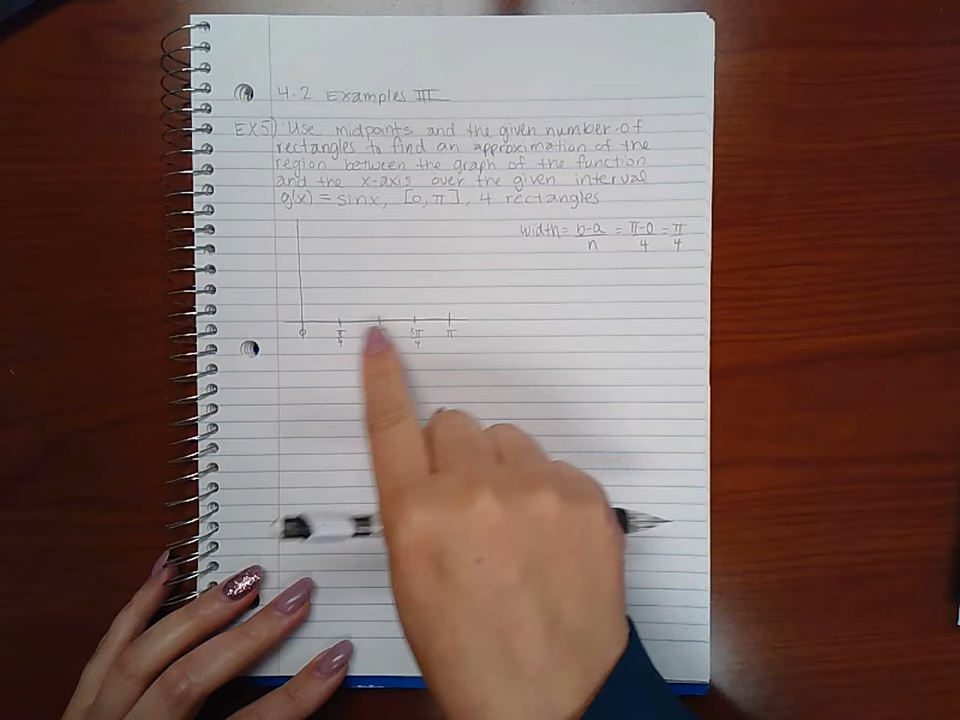 4.2 Examples III
EX5) Use midpoints and the given number of
rectangles to find an approximation of the
region between the graph of the function
and the x-axis over the given interval
g(x) = sinx, [0, π], 4 rectangles
width = b-a/n = π-0/4 = π/4
0 π/4 3π/4 π